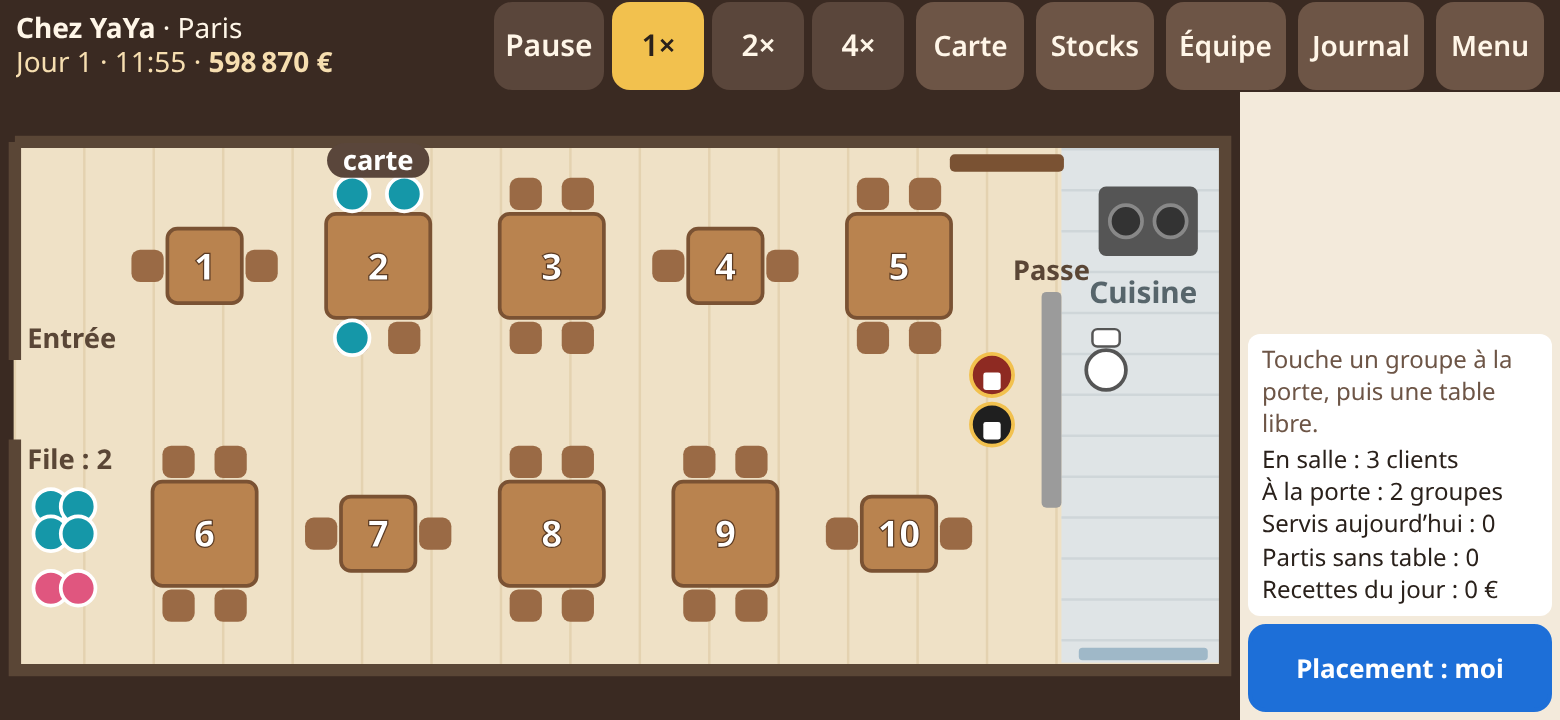 Chez YaYa · Paris
Jour 1 · 11:55 · 598 870 €
Pause
1×
2×
4×
Carte
Stocks
Équipe
Journal
Menu
carte
1
2
3
4
5
Passe
Cuisine
Entrée
File : 2
6
7
8
9
10
Touche un groupe à la
porte, puis une table
libre.
En salle : 3 clients
À la porte : 2 groupes
Servis aujourd’hui : 0
Partis sans table : 0
Recettes du jour : 0 €
Placement : moi